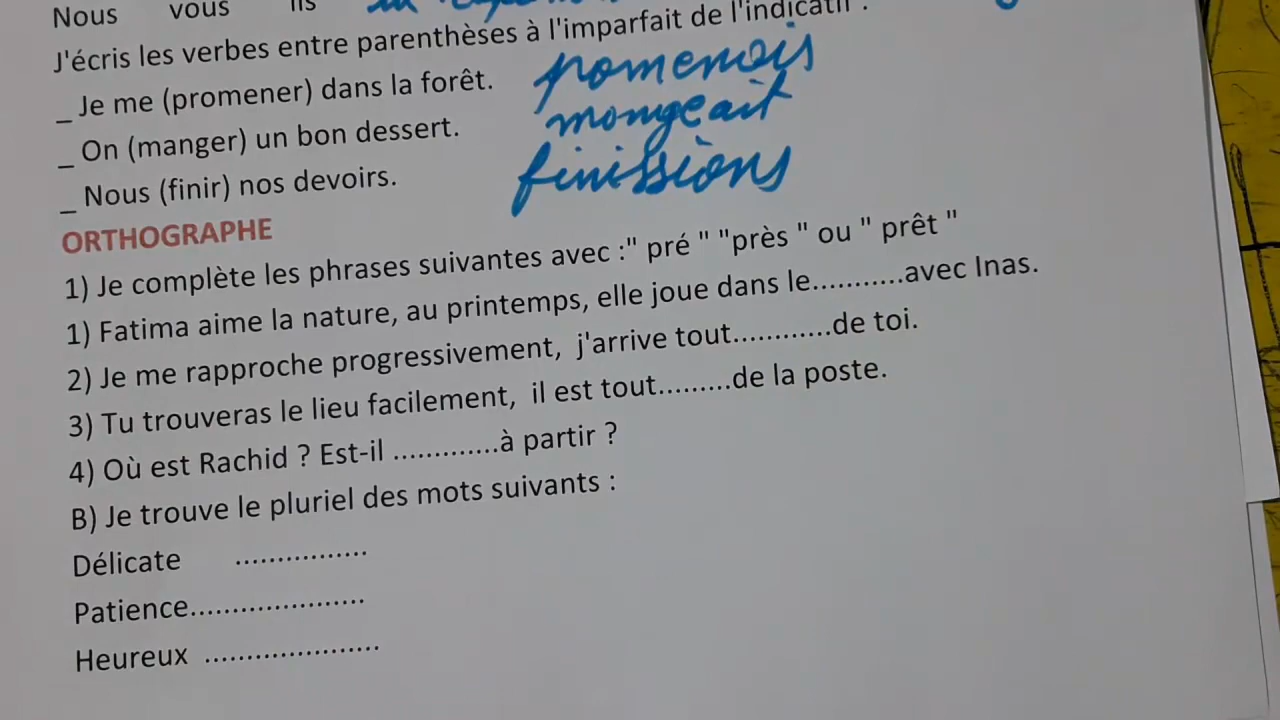 Nous vous ils
J'écris les verbes entre parenthèses à l'imparfait de l'indicatif :
_ Je me (promener) dans la forêt. pomenois
_ On (manger) un bon dessert. mongeait
_ Nous (finir) nos devoirs. finissions
ORTHOGRAPHE
1) Je complète les phrases suivantes avec :" pré " "près " ou " prêt "
1) Fatima aime la nature, au printemps, elle joue dans le...........avec Inas.
2) Je me rapproche progressivement, j'arrive tout............de toi.
3) Tu trouveras le lieu facilement, il est tout.........de la poste.
4) Où est Rachid ? Est-il .............à partir ?
B) Je trouve le pluriel des mots suivants :
Délicate ................
Patience.....................
Heureux .....................